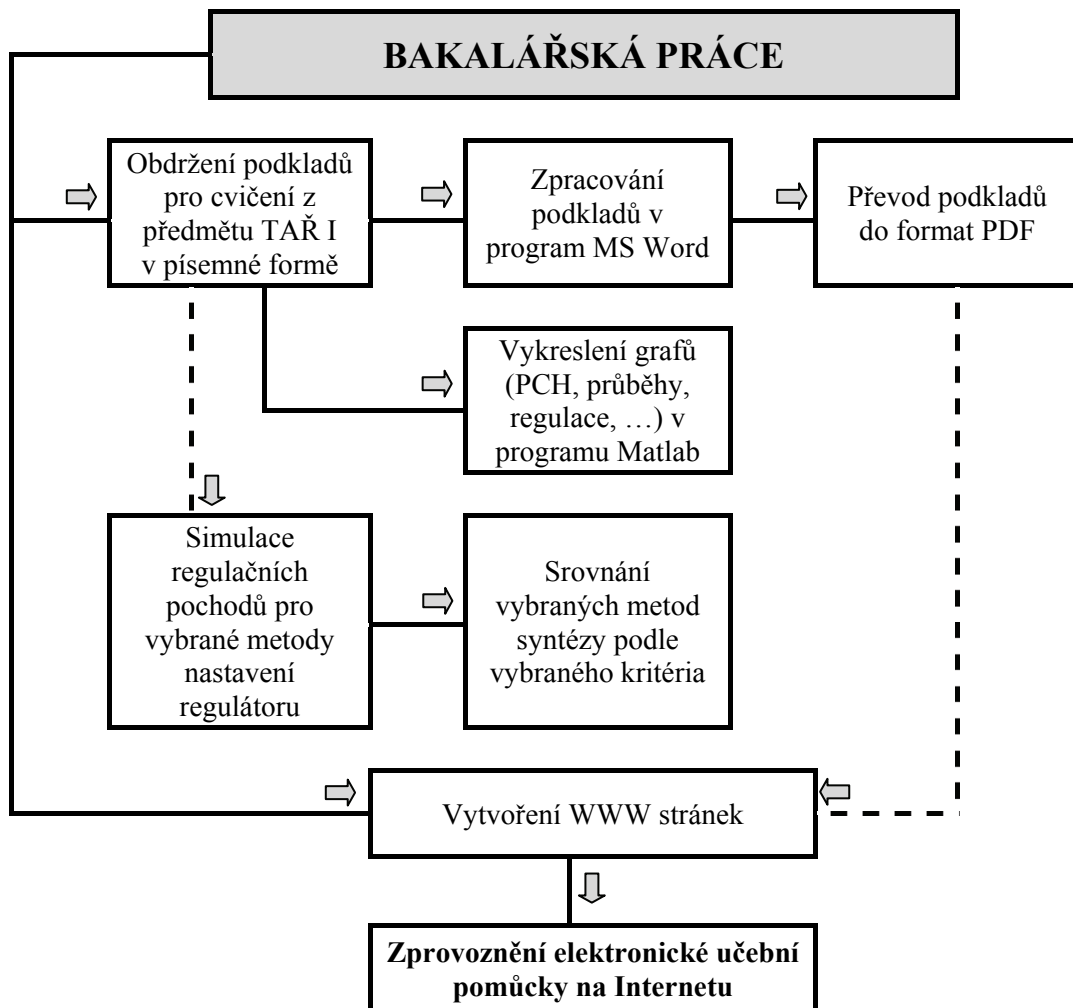 BAKALÁŘSKÁ PRÁCE
Obdržení podkladů
pro cvičení z
předmětu TAŘ I
v písemné formě
Zpracování
podkladů v
program MS Word
Převod podkladů
do format PDF
Vykreslení grafů
(PCH, průběhy,
regulace, …) v
programu Matlab
Simulace
regulačních
pochodů pro
vybrané metody
nastavení
regulátoru
Srovnání
vybraných metod
syntézy podle
vybraného kritéria
Vytvoření WWW stránek
Zprovoznění elektronické učební
pomůcky na Internetu